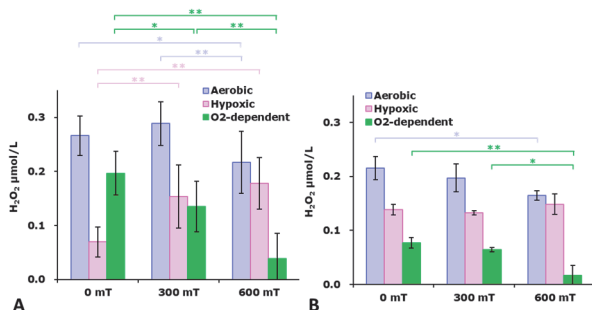 **
*
**
*
**
**
**
Aerobic
Hypoxic
O2-dependent
H₂O₂ µmol/L
0.3
0.2
0.1
0.0
0 mT
300 mT
600 mT
A
Aerobic
Hypoxic
O2-dependent
*
**
*
H₂O₂ µmol/L
0.3
0.2
0.1
0.0
0 mT
300 mT
600 mT
B